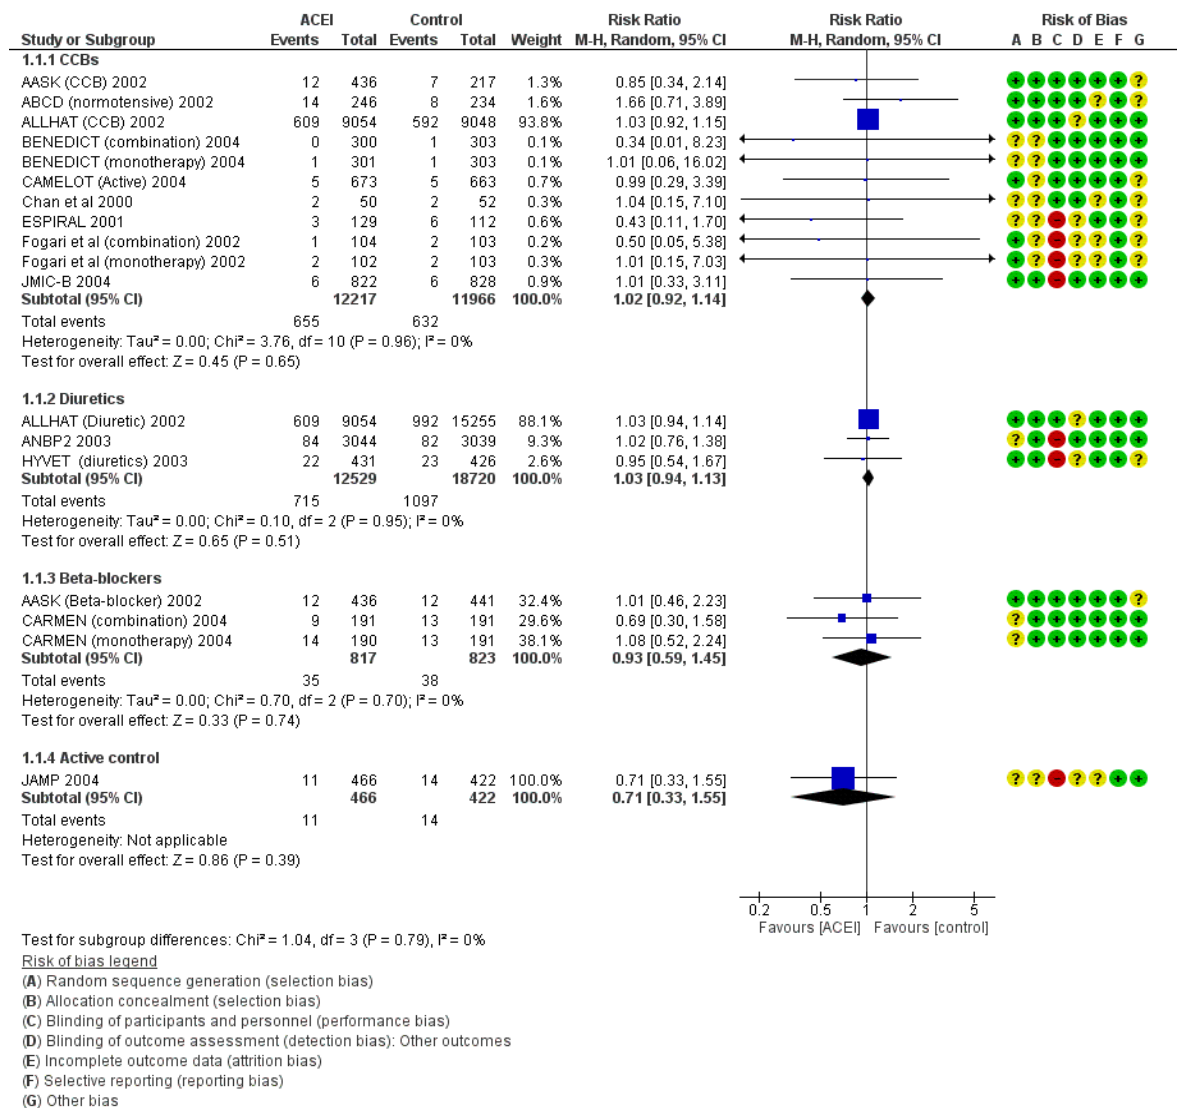 ACEI Control Risk Ratio Risk Ratio Risk of Bias
Study or Subgroup Events Total Events Total Weight M-H, Random, 95% CI M-H, Random, 95% CI A B C D E F G
1.1.1 CCBs
AASK (CCB) 2002 12 436 7 217 1.3% 0.85 [0.34, 2.14] + + + + + + ?
ABCD (normotensive) 2002 14 246 8 234 1.6% 1.66 [0.71, 3.89] + + + + ? + ?
ALLHAT (CCB) 2002 609 9054 592 9048 93.8% 1.03 [0.92, 1.15] + + + ? + + +
BENEDICT (combination) 2004 0 300 1 303 0.1% 0.34 [0.01, 8.23] ? ? + + + + +
BENEDICT (monotherapy) 2004 1 301 1 303 0.1% 1.01 [0.06, 16.02] ? ? + + + + +
CAMELOT (Active) 2004 5 673 5 663 0.7% 0.99 [0.29, 3.39] + ? + + + + ?
Chan et al 2000 2 50 2 52 0.3% 1.04 [0.15, 7.10] ? ? + + ? + ?
ESPIRAL 2001 3 129 6 112 0.6% 0.43 [0.11, 1.70] ? ? - ? + + ?
Fogari et al (combination) 2002 1 104 2 103 0.2% 0.50 [0.05, 5.38] + ? - ? ? + ?
Fogari et al (monotherapy) 2002 2 102 2 103 0.3% 1.01 [0.15, 7.03] + ? - ? ? + ?
JMIC-B 2004 6 822 6 828 0.9% 1.01 [0.33, 3.11] + + - + + + +
Subtotal (95% CI) 12217 11966 100.0% 1.02 [0.92, 1.14]
Total events 655 632
Heterogeneity: Tau² = 0.00; Chi² = 3.76, df = 10 (P = 0.96); I² = 0%
Test for overall effect: Z = 0.45 (P = 0.65)
1.1.2 Diuretics
ALLHAT (Diuretic) 2002 609 9054 992 15255 88.1% 1.03 [0.94, 1.14] + + + ? + + +
ANBP2 2003 84 3044 82 3039 9.3% 1.02 [0.76, 1.38] ? + - + + + +
HYVET (diuretics) 2003 22 431 23 426 2.6% 0.95 [0.54, 1.67] + + - ? + + ?
Subtotal (95% CI) 12529 18720 100.0% 1.03 [0.94, 1.13]
Total events 715 1097
Heterogeneity: Tau² = 0.00; Chi² = 0.10, df = 2 (P = 0.95); I² = 0%
Test for overall effect: Z = 0.65 (P = 0.51)
1.1.3 Beta-blockers
AASK (Beta-blocker) 2002 12 436 12 441 32.4% 1.01 [0.46, 2.23] + + + + + + ?
CARMEN (combination) 2004 9 191 13 191 29.6% 0.69 [0.30, 1.58] ? + + + + + +
CARMEN (monotherapy) 2004 14 190 13 191 38.1% 1.08 [0.52, 2.24] ? + + + + + +
Subtotal (95% CI) 817 823 100.0% 0.93 [0.59, 1.45]
Total events 35 38
Heterogeneity: Tau² = 0.00; Chi² = 0.70, df = 2 (P = 0.70); I² = 0%
Test for overall effect: Z = 0.33 (P = 0.74)
1.1.4 Active control
JAMP 2004 11 466 14 422 100.0% 0.71 [0.33, 1.55] ? ? - ? ? + +
Subtotal (95% CI) 466 422 100.0% 0.71 [0.33, 1.55]
Total events 11 14
Heterogeneity: Not applicable
Test for overall effect: Z = 0.86 (P = 0.39)
0.2 0.5 1 2 5
Favours [ACEI] Favours [control]
Test for subgroup differences: Chi² = 1.04, df = 3 (P = 0.79), I² = 0%
Risk of bias legend
(A) Random sequence generation (selection bias)
(B) Allocation concealment (selection bias)
(C) Blinding of participants and personnel (performance bias)
(D) Blinding of outcome assessment (detection bias): Other outcomes
(E) Incomplete outcome data (attrition bias)
(F) Selective reporting (reporting bias)
(G) Other bias